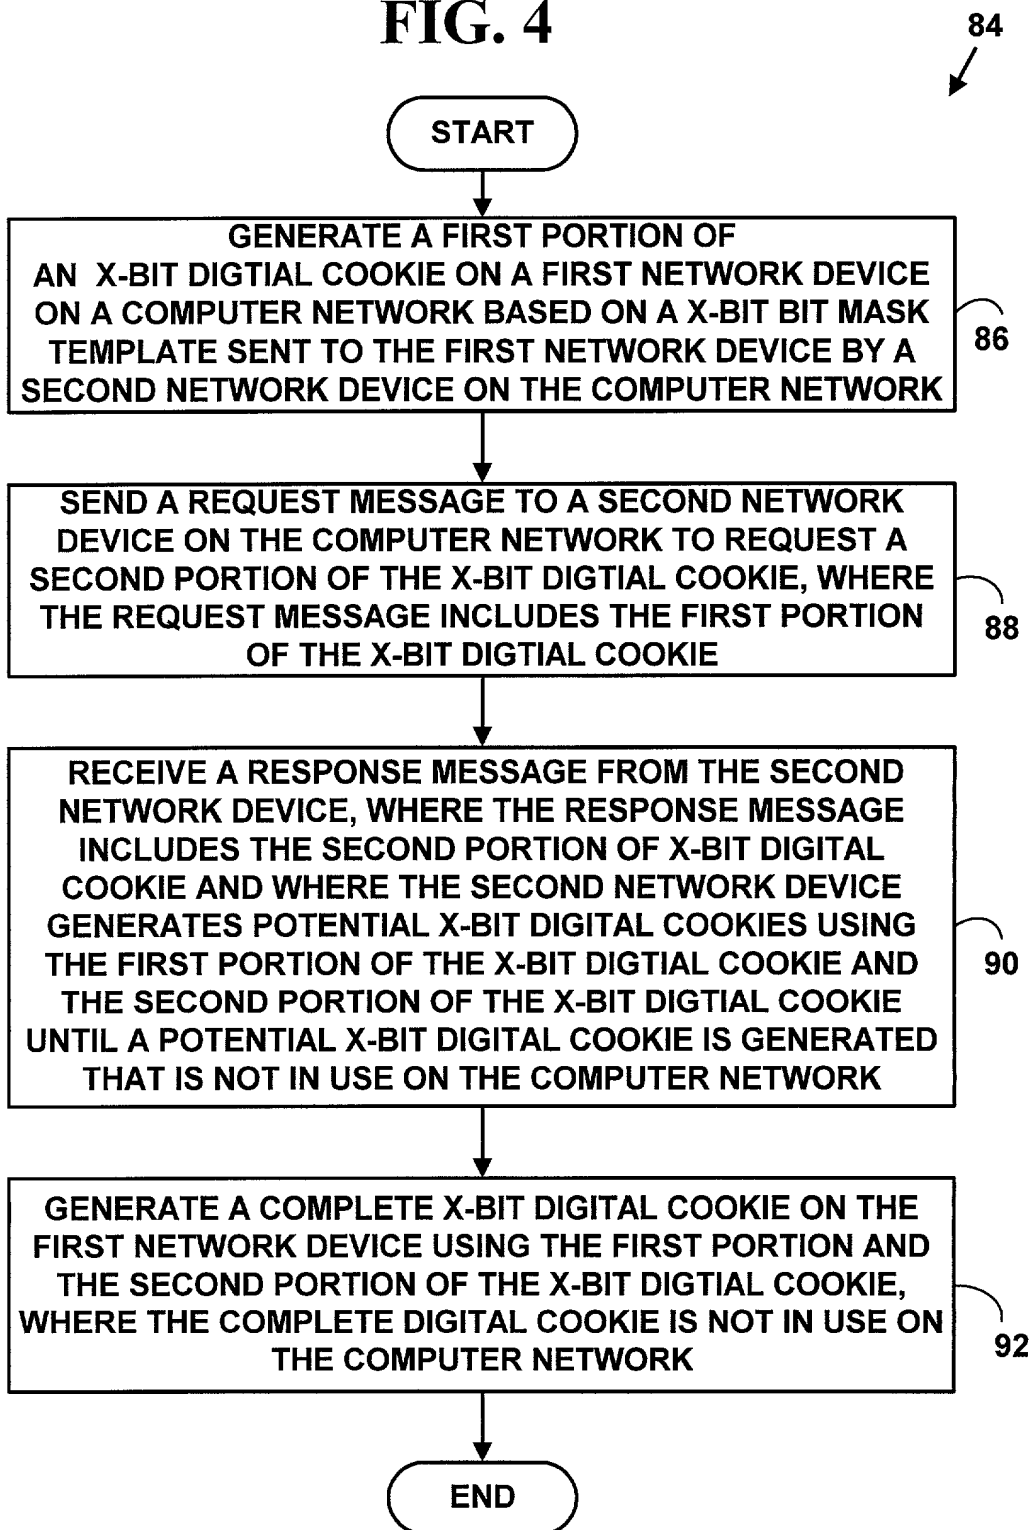 FIG. 4
84
START
GENERATE A FIRST PORTION OF
AN X-BIT DIGTIAL COOKIE ON A FIRST NETWORK DEVICE
ON A COMPUTER NETWORK BASED ON A X-BIT BIT MASK
TEMPLATE SENT TO THE FIRST NETWORK DEVICE BY A
SECOND NETWORK DEVICE ON THE COMPUTER NETWORK
86
SEND A REQUEST MESSAGE TO A SECOND NETWORK
DEVICE ON THE COMPUTER NETWORK TO REQUEST A
SECOND PORTION OF THE X-BIT DIGTIAL COOKIE, WHERE
THE REQUEST MESSAGE INCLUDES THE FIRST PORTION
OF THE X-BIT DIGTIAL COOKIE
88
RECEIVE A RESPONSE MESSAGE FROM THE SECOND
NETWORK DEVICE, WHERE THE RESPONSE MESSAGE
INCLUDES THE SECOND PORTION OF X-BIT DIGITAL
COOKIE AND WHERE THE SECOND NETWORK DEVICE
GENERATES POTENTIAL X-BIT DIGITAL COOKIES USING
THE FIRST PORTION OF THE X-BIT DIGTIAL COOKIE AND
THE SECOND PORTION OF THE X-BIT DIGTIAL COOKIE
UNTIL A POTENTIAL X-BIT DIGITAL COOKIE IS GENERATED
THAT IS NOT IN USE ON THE COMPUTER NETWORK
90
GENERATE A COMPLETE X-BIT DIGITAL COOKIE ON THE
FIRST NETWORK DEVICE USING THE FIRST PORTION AND
THE SECOND PORTION OF THE X-BIT DIGTIAL COOKIE,
WHERE THE COMPLETE DIGITAL COOKIE IS NOT IN USE ON
THE COMPUTER NETWORK
92
END